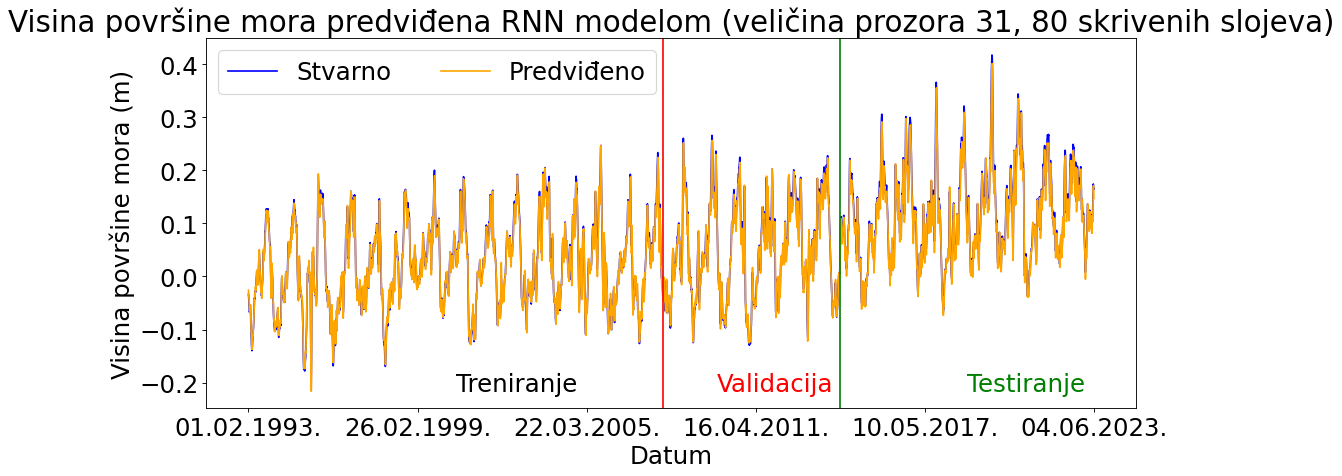 Visina površine mora predviđena RNN modelom (veličina prozora 31, 80 skrivenih slojeva)
Stvarno
Predviđeno
Visina površine mora (m)
0.4
0.3
0.2
0.1
0.0
−0.1
−0.2
Treniranje
Validacija
Testiranje
01.02.1993.
26.02.1999.
22.03.2005.
16.04.2011.
10.05.2017.
04.06.2023.
Datum